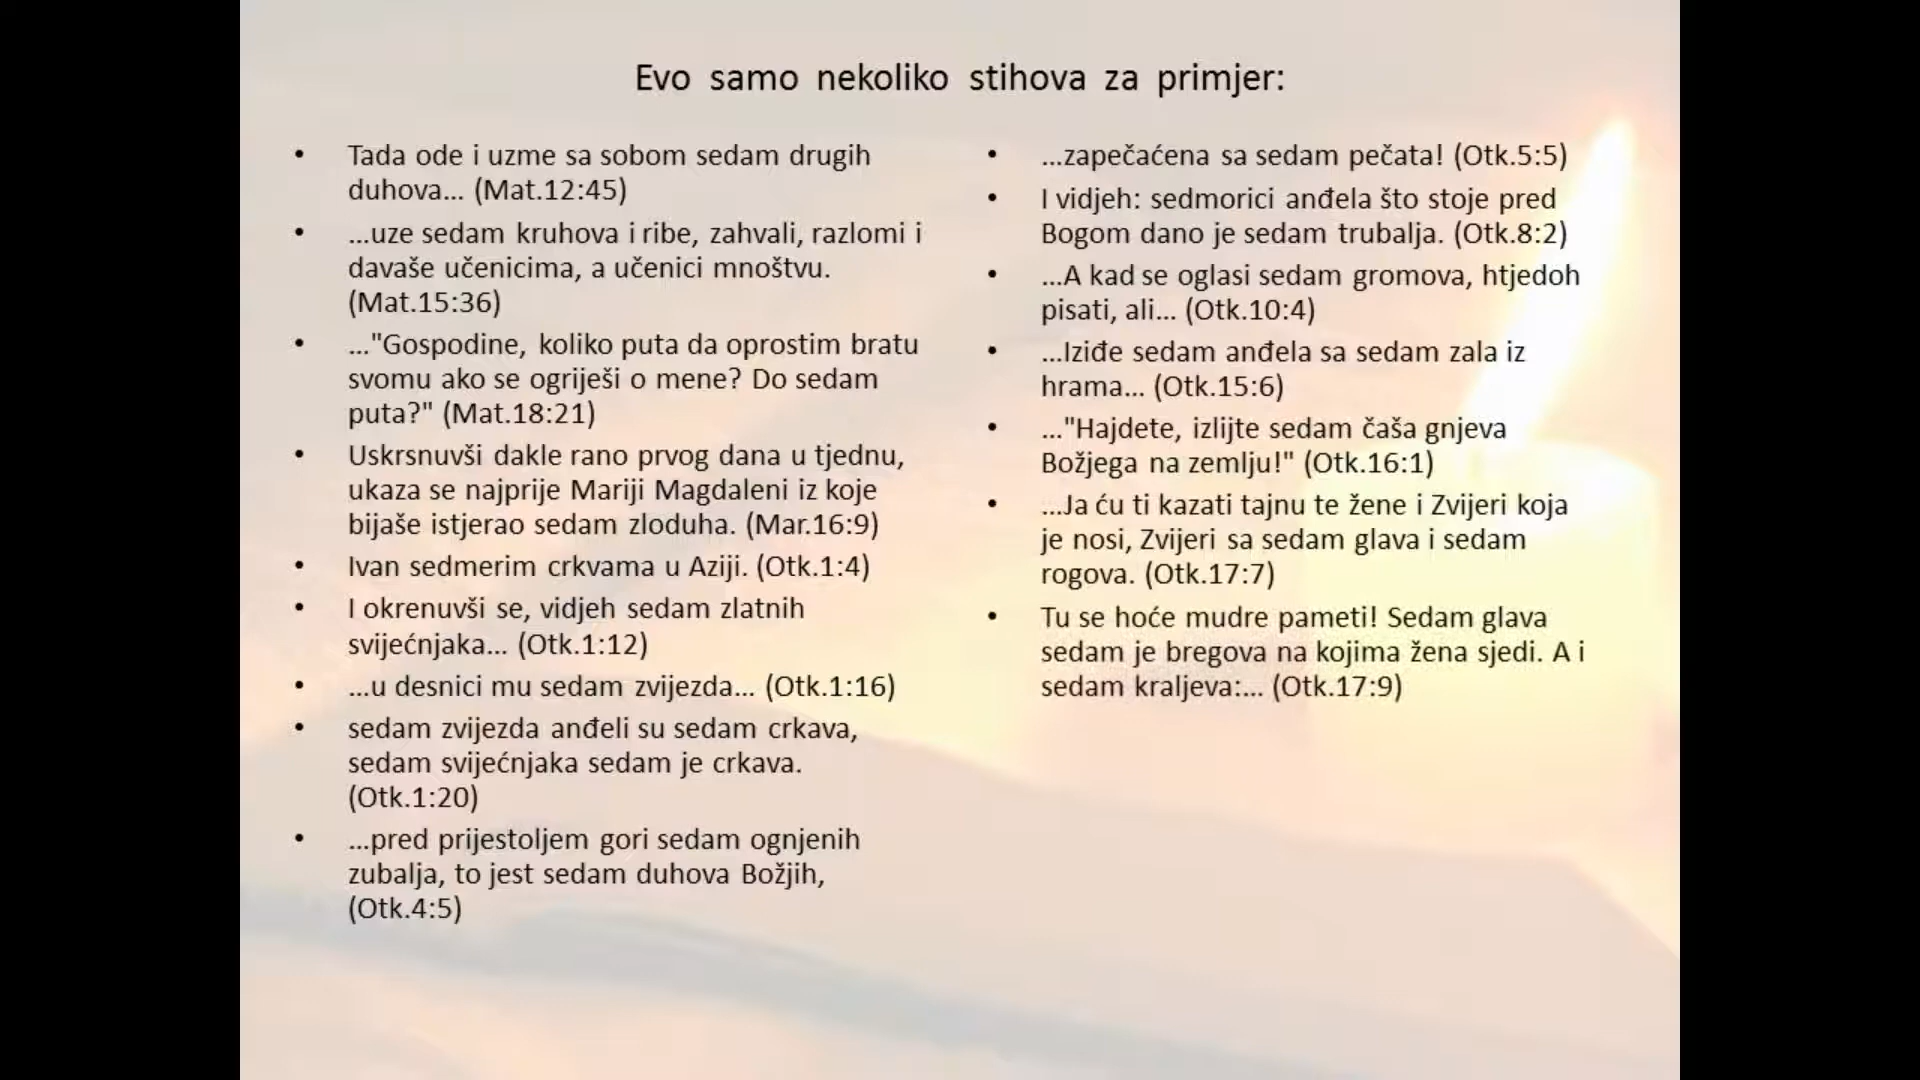 Evo samo nekoliko stihova za primjer:
• Tada ode i uzme sa sobom sedam drugih
duhova... (Mat.12:45)
• ...uze sedam kruhova i ribe, zahvali, razlomi i
davaše učenicima, a učenici mnoštvu.
(Mat.15:36)
• ..."Gospodine, koliko puta da oprostim bratu
svomu ako se ogriješi o mene? Do sedam
puta?" (Mat.18:21)
• Uskrsnuvši dakle rano prvog dana u tjednu,
ukaza se najprije Mariji Magdaleni iz koje
bijaše istjerao sedam zloduha. (Mar.16:9)
• Ivan sedmerim crkvama u Aziji. (Otk.1:4)
• I okrenuvši se, vidjeh sedam zlatnih
svijećnjaka... (Otk.1:12)
• ...u desnici mu sedam zvijezda... (Otk.1:16)
• sedam zvijezda anđeli su sedam crkava,
sedam svijećnjaka sedam je crkava.
(Otk.1:20)
• ...pred prijestoljem gori sedam ognjenih
zubalja, to jest sedam duhova Božjih,
(Otk.4:5)
• ...zapečaćena sa sedam pečata! (Otk.5:5)
• I vidjeh: sedmorici anđela što stoje pred
Bogom dano je sedam trubalja. (Otk.8:2)
• ...A kad se oglasi sedam gromova, htjedoh
pisati, ali... (Otk.10:4)
• ...Iziđe sedam anđela sa sedam zala iz
hrama... (Otk.15:6)
• ..."Hajdete, izlijte sedam čaša gnjeva
Božjega na zemlju!" (Otk.16:1)
• ...Ja ću ti kazati tajnu te žene i Zvijeri koja
je nosi, Zvijeri sa sedam glava i sedam
rogova. (Otk.17:7)
• Tu se hoće mudre pameti! Sedam glava
sedam je bregova na kojima žena sjedi. A i
sedam kraljeva:... (Otk.17:9)